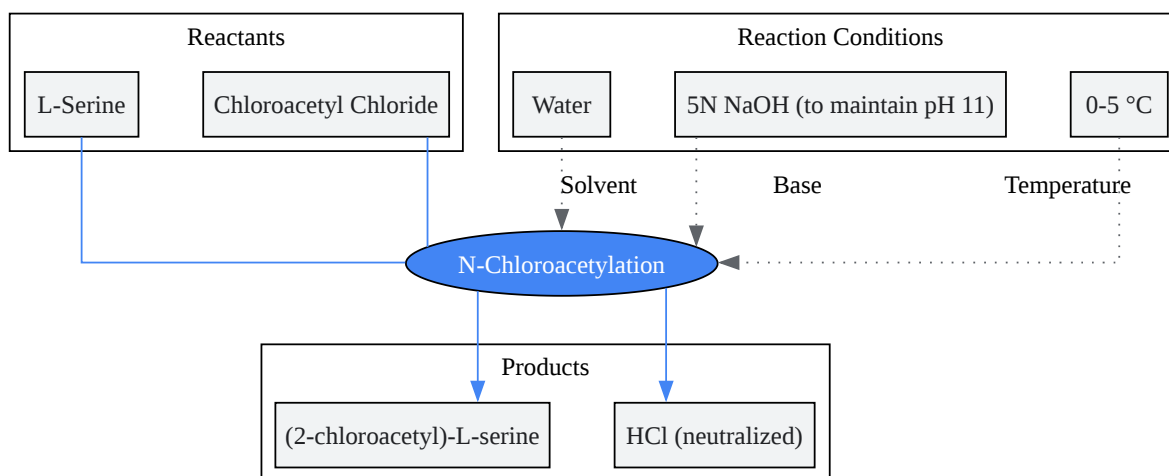 Reactants
Reaction Conditions
L-Serine
Chloroacetyl Chloride
Water
5N NaOH (to maintain pH 11)
0-5 °C
Solvent
Base
Temperature
N-Chloroacetylation
Products
(2-chloroacetyl)-L-serine
HCl (neutralized)